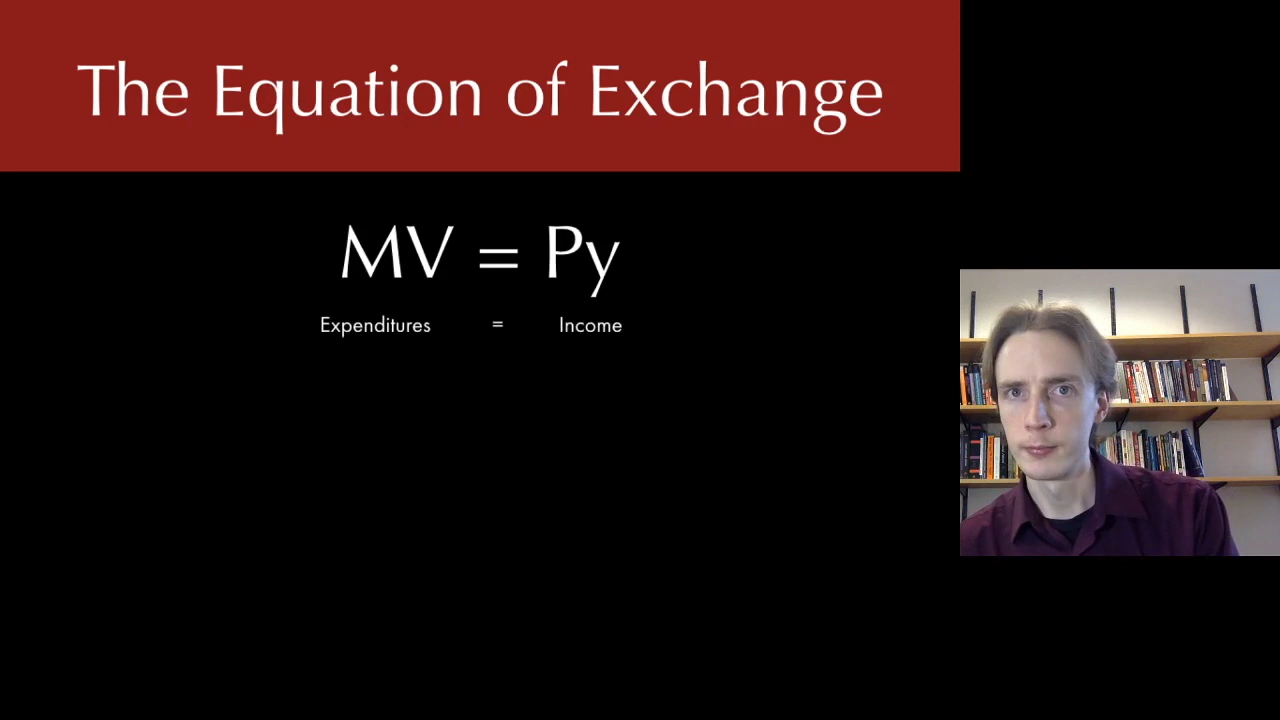 The Equation of Exchange
MV = Py
Expenditures = Income